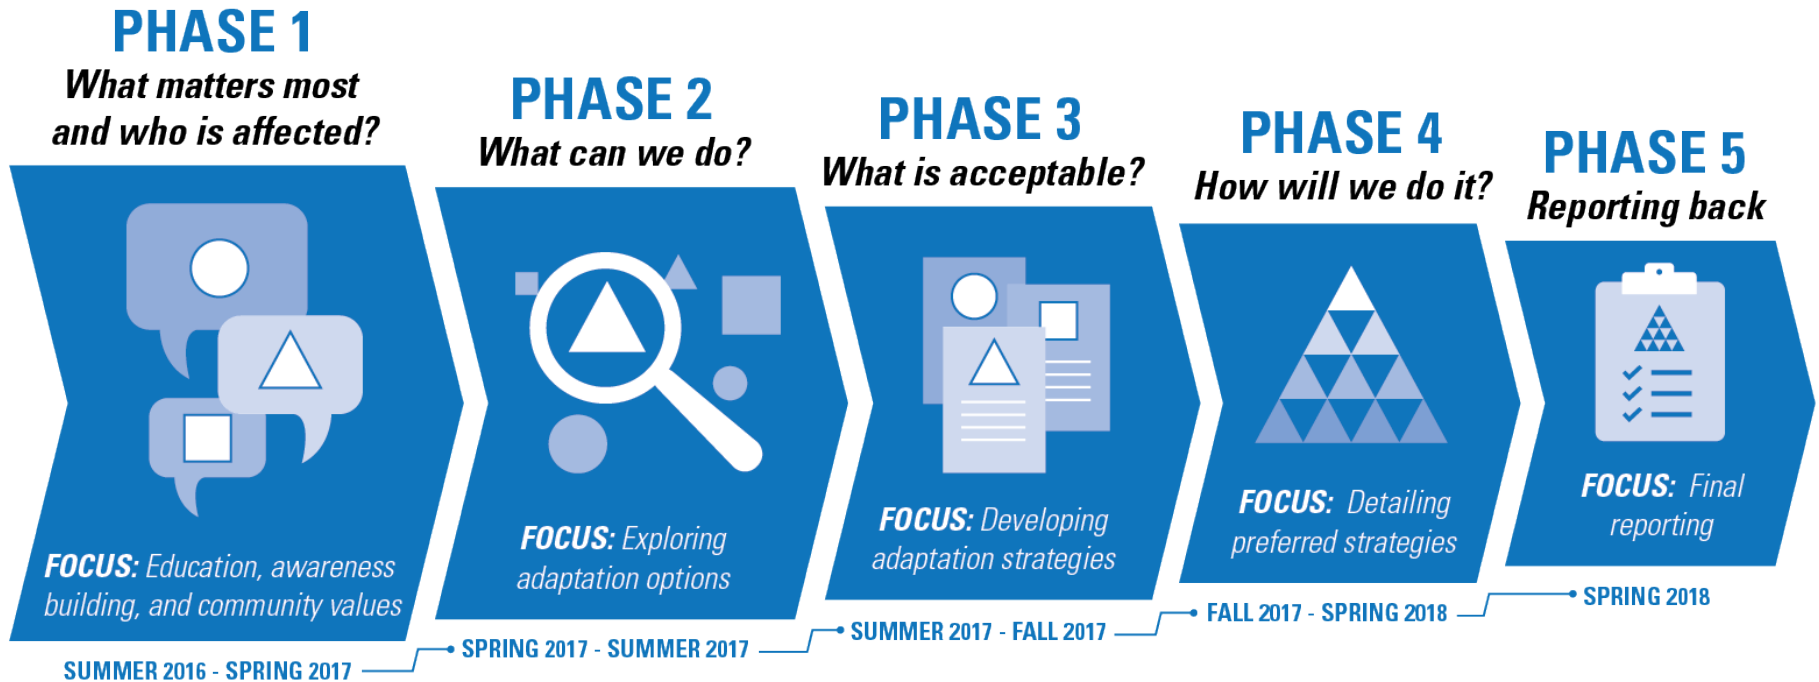 PHASE 1
What matters most
and who is affected?
FOCUS: Education, awareness
building, and community values
SUMMER 2016 - SPRING 2017
PHASE 2
What can we do?
FOCUS: Exploring
adaptation options
SPRING 2017 - SUMMER 2017
PHASE 3
What is acceptable?
FOCUS: Developing
adaptation strategies
SUMMER 2017 - FALL 2017
PHASE 4
How will we do it?
FOCUS: Detailing
preferred strategies
FALL 2017 - SPRING 2018
PHASE 5
Reporting back
FOCUS: Final
reporting
SPRING 2018